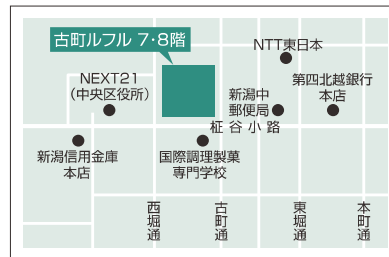 古町ルフル 7・8階
NTT東日本
NEXT21
（中央区役所）
新潟中
郵便局
第四北越銀行
本店
柾谷小路
新潟信用金庫
本店
国際調理製菓
専門学校
西堀通
古町通
東堀通
本町通